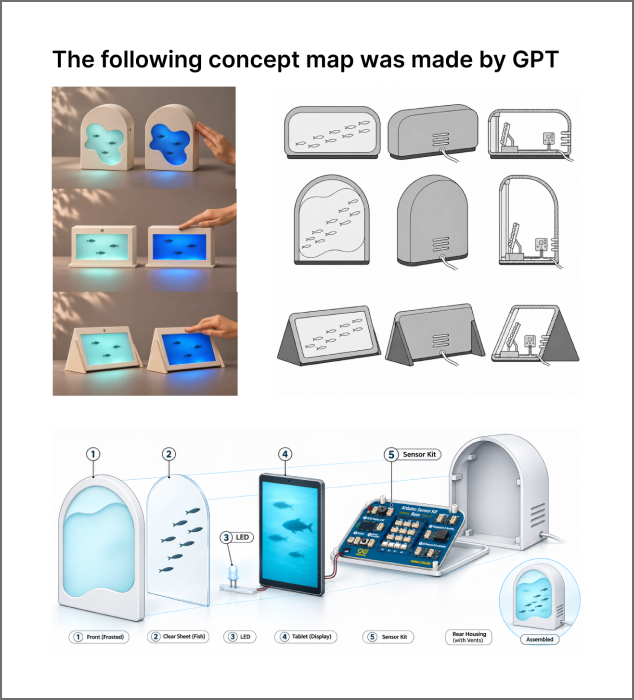 The following concept map was made by GPT
1
2
4
5 Sensor Kit
3 LED
Arduino Sensor Kit
Base
1 Front (Frosted)
2 Clear Sheet (Fish)
3 LED
4 Tablet (Display)
5 Sensor Kit
Rear Housing
(with Vents)
Assembled